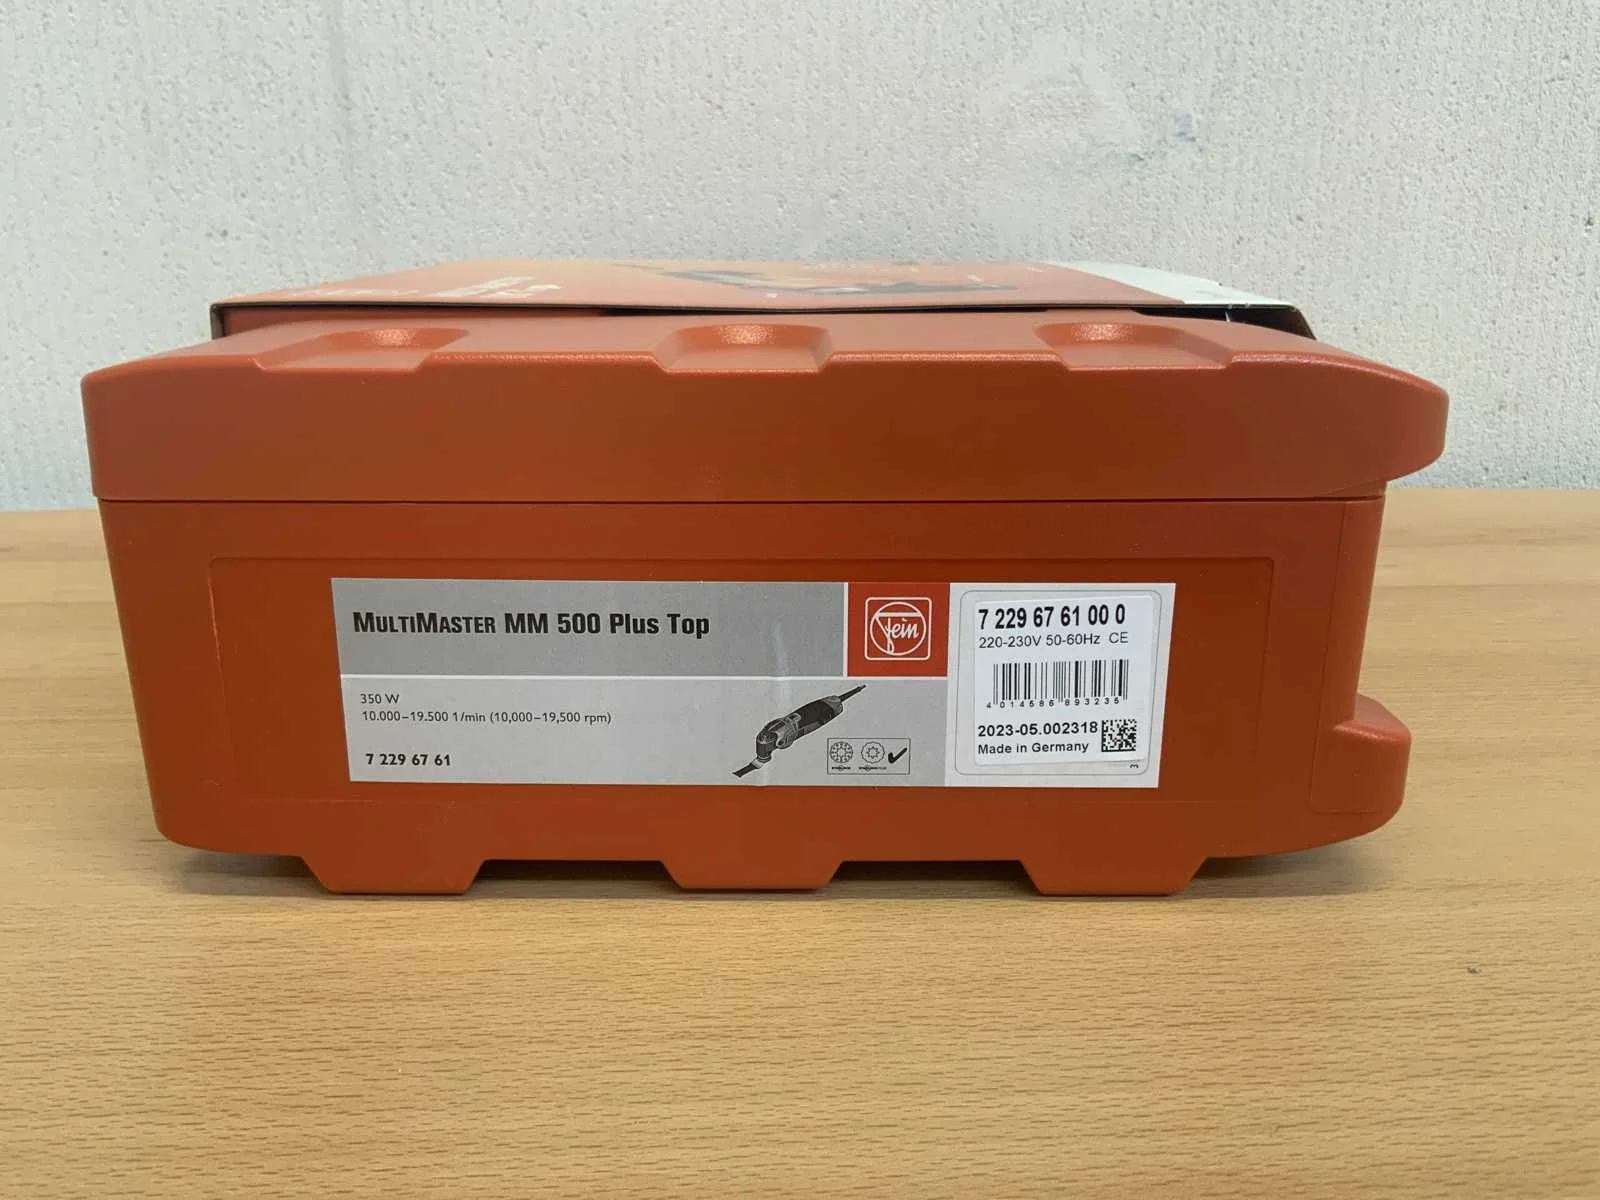 MULTIMASTER MM 500 Plus Top
fein
350 W
10.000–19.500 1/min (10,000–19,500 rpm)
7 229 67 61
7 229 67 61 00 0
220-230V 50-60Hz CE
4 014586 893235
2023-05.002318
Made in Germany
3